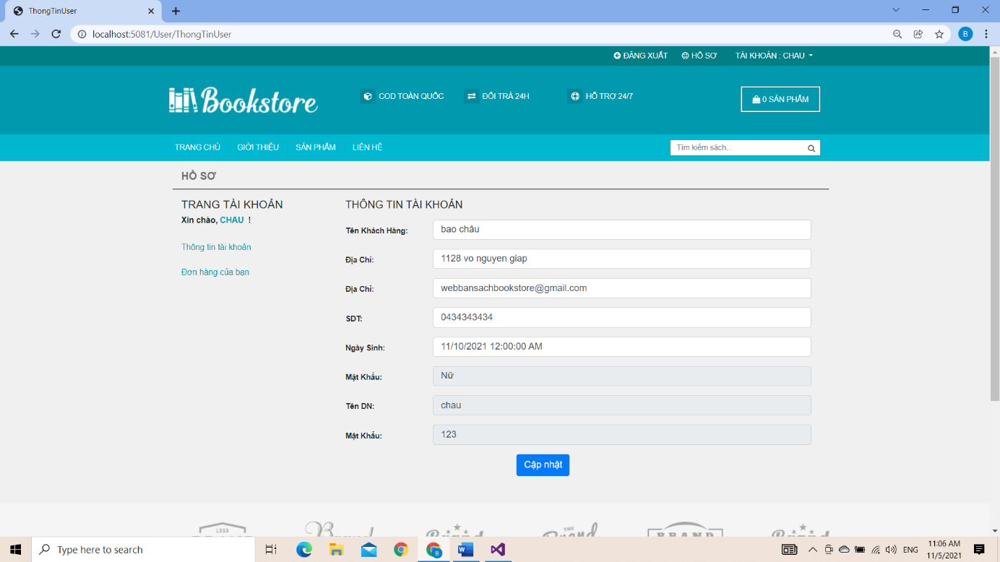 ThongTinUser
localhost:5081/User/ThongTinUser
B
ĐĂNG XUẤT HỒ SƠ TÀI KHOẢN : CHAU
Bookstore
COD TOÀN QUỐC ĐỔI TRẢ 24H HỖ TRỢ 24/7
0 SẢN PHẨM
TRANG CHỦ GIỚI THIỆU SẢN PHẨM LIÊN HỆ
Tìm kiếm sách...
HỒ SƠ
TRANG TÀI KHOẢN
Xin chào, CHAU !
Thông tin tài khoản
Đơn hàng của bạn
THÔNG TIN TÀI KHOẢN
Tên Khách Hàng: bao châu
Địa Chỉ: 1128 vo nguyen giap
Địa Chỉ: webbansachbookstore@gmail.com
SDT: 0434343434
Ngày Sinh: 11/10/2021 12:00:00 AM
Mật Khẩu: Nữ
Tên DN: chau
Mật Khẩu: 123
Cập nhật
LOGO
THE
Type here to search
B
ENG
11:06 AM
11/5/2021